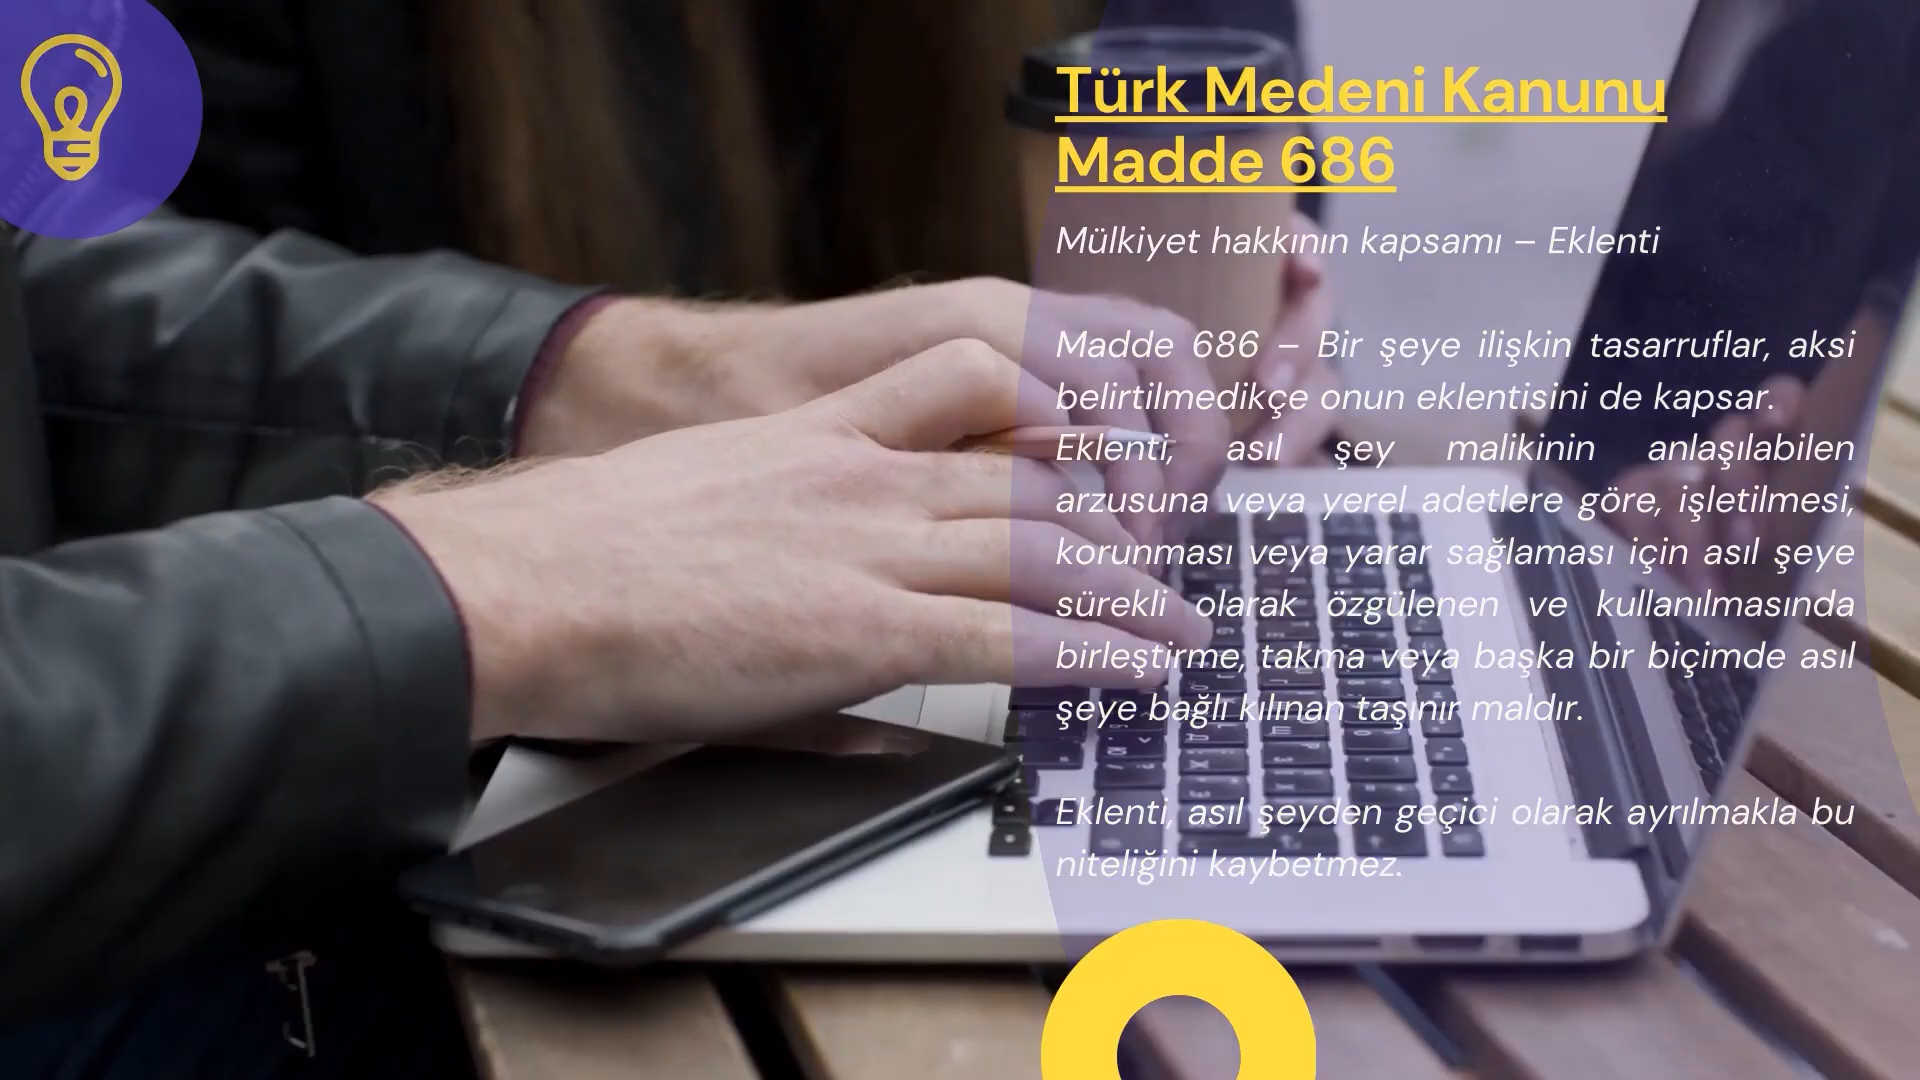 Türk Medeni Kanunu
Madde 686
Mülkiyet hakkının kapsamı – Eklenti
Madde 686 – Bir şeye ilişkin tasarruflar, aksi
belirtilmedikçe onun eklentisini de kapsar.
Eklenti, asıl şey malikinin anlaşılabilen
arzusuna veya yerel adetlere göre, işletilmesi,
korunması veya yarar sağlaması için asıl şeye
sürekli olarak özgülenen ve kullanılmasında
birleştirme, takma veya başka bir biçimde asıl
şeye bağlı kılınan taşınır maldır.
Eklenti, asıl şeyden geçici olarak ayrılmakla bu
niteliğini kaybetmez.